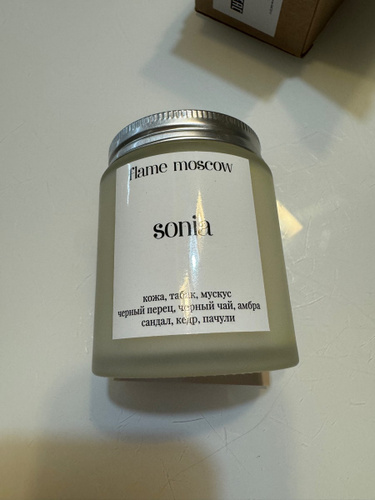 flame moscow
sonia
кожа, табак, мускус
черный перец, черный чай, амбра
сандал, кедр, пачули